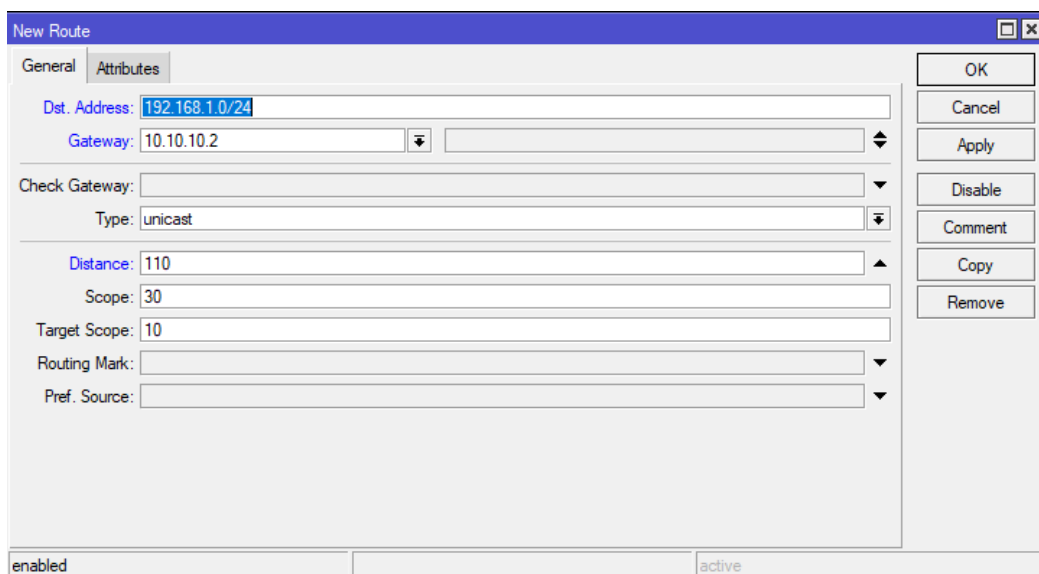 New Route
General Attributes
OK
Dst. Address: 192.168.1.0/24
Cancel
Gateway: 10.10.10.2
Apply
Check Gateway:
Disable
Type: unicast
Comment
Distance: 110
Copy
Scope: 30
Remove
Target Scope: 10
Routing Mark:
Pref. Source:
enabled
active